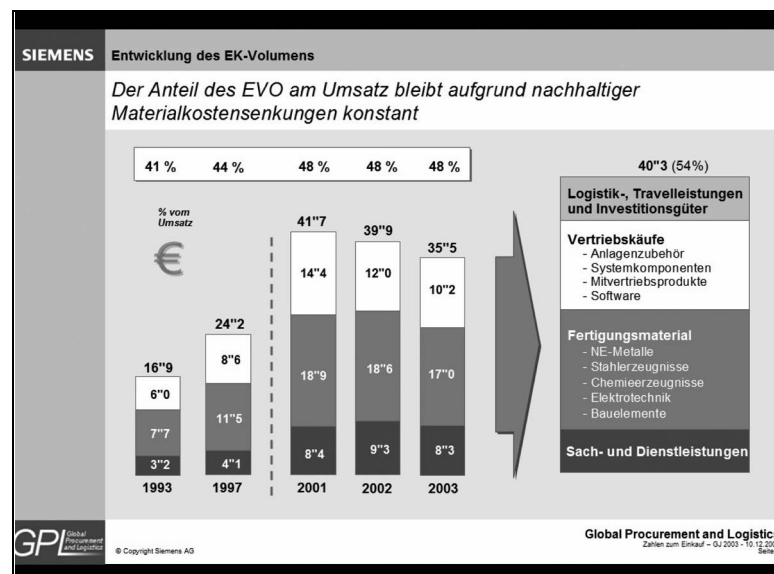 SIEMENS
Entwicklung des EK-Volumens
Der Anteil des EVO am Umsatz bleibt aufgrund nachhaltiger
Materialkostensenkungen konstant
41 % 44 % 48 % 48 % 48 %
% vom
Umsatz
€
16"9
6"0
7"7
3"2
1993
24"2
8"6
11"5
4"1
1997
41"7
14"4
18"9
8"4
2001
39"9
12"0
18"6
9"3
2002
35"5
10"2
17"0
8"3
2003
40"3 (54%)
Logistik-, Travelleistungen
und Investitionsgüter
Vertriebskäufe
- Anlagenzubehör
- Systemkomponenten
- Mitvertriebsprodukte
- Software
Fertigungsmaterial
- NE-Metalle
- Stahlerzeugnisse
- Chemieerzeugnisse
- Elektrotechnik
- Bauelemente
Sach- und Dienstleistungen
GPL Global
Procurement
and Logistics
© Copyright Siemens AG
Global Procurement and Logistics
Zahlen zum Einkauf – GJ 2003 - 10.12.200
Seite